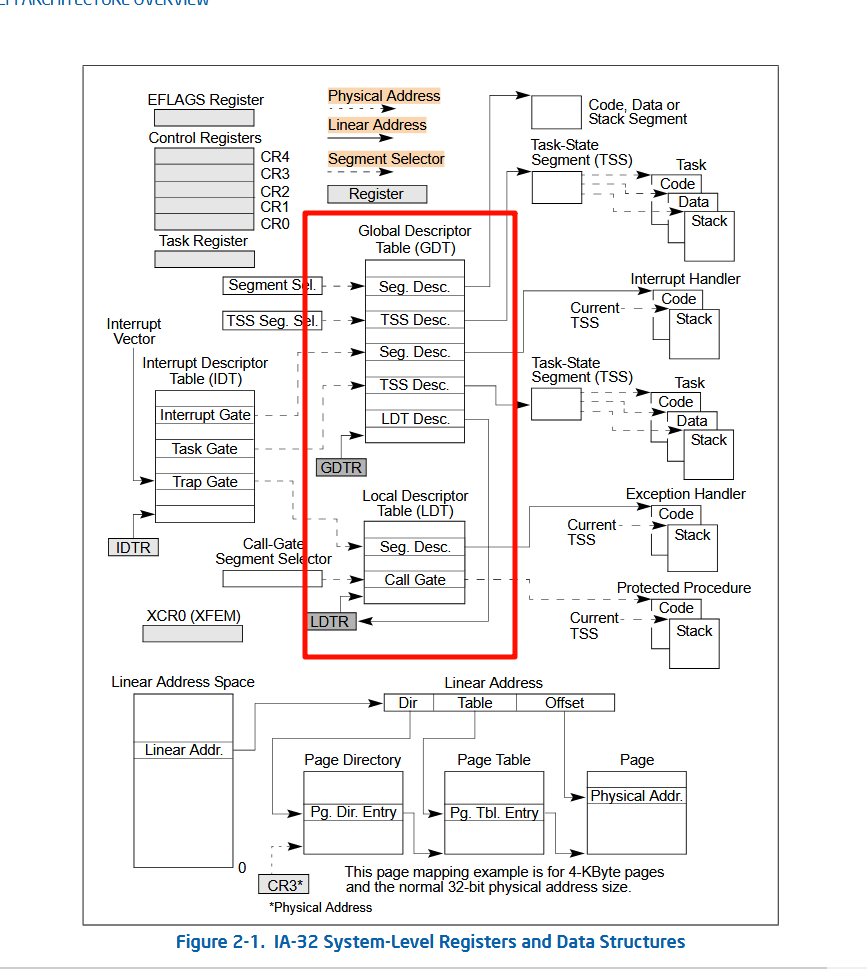 EFLAGS Register
Control Registers
CR4
CR3
CR2
CR1
CR0
Task Register
Physical Address
Linear Address
Segment Selector
Register
Code, Data or
Stack Segment
Task-State
Segment (TSS)
Task
Code
Data
Stack
Global Descriptor
Table (GDT)
Segment Sel.
Seg. Desc.
TSS Seg. Sel.
TSS Desc.
Seg. Desc.
TSS Desc.
LDT Desc.
GDTR
Interrupt Handler
Code
Current
TSS
Stack
Interrupt
Vector
Interrupt Descriptor
Table (IDT)
Interrupt Gate
Task Gate
Trap Gate
IDTR
Task-State
Segment (TSS)
Task
Code
Data
Stack
Local Descriptor
Table (LDT)
Call-Gate
Segment Selector
Seg. Desc.
Call Gate
LDTR
Exception Handler
Code
Current
TSS
Stack
Protected Procedure
Code
Current
TSS
Stack
XCR0 (XFEM)
Linear Address Space
Linear Addr.
0
Linear Address
Dir
Table
Offset
Page Directory
Pg. Dir. Entry
Page Table
Pg. Tbl. Entry
Page
Physical Addr.
CR3*
*Physical Address
This page mapping example is for 4-KByte pages
and the normal 32-bit physical address size.
Figure 2-1. IA-32 System-Level Registers and Data Structures